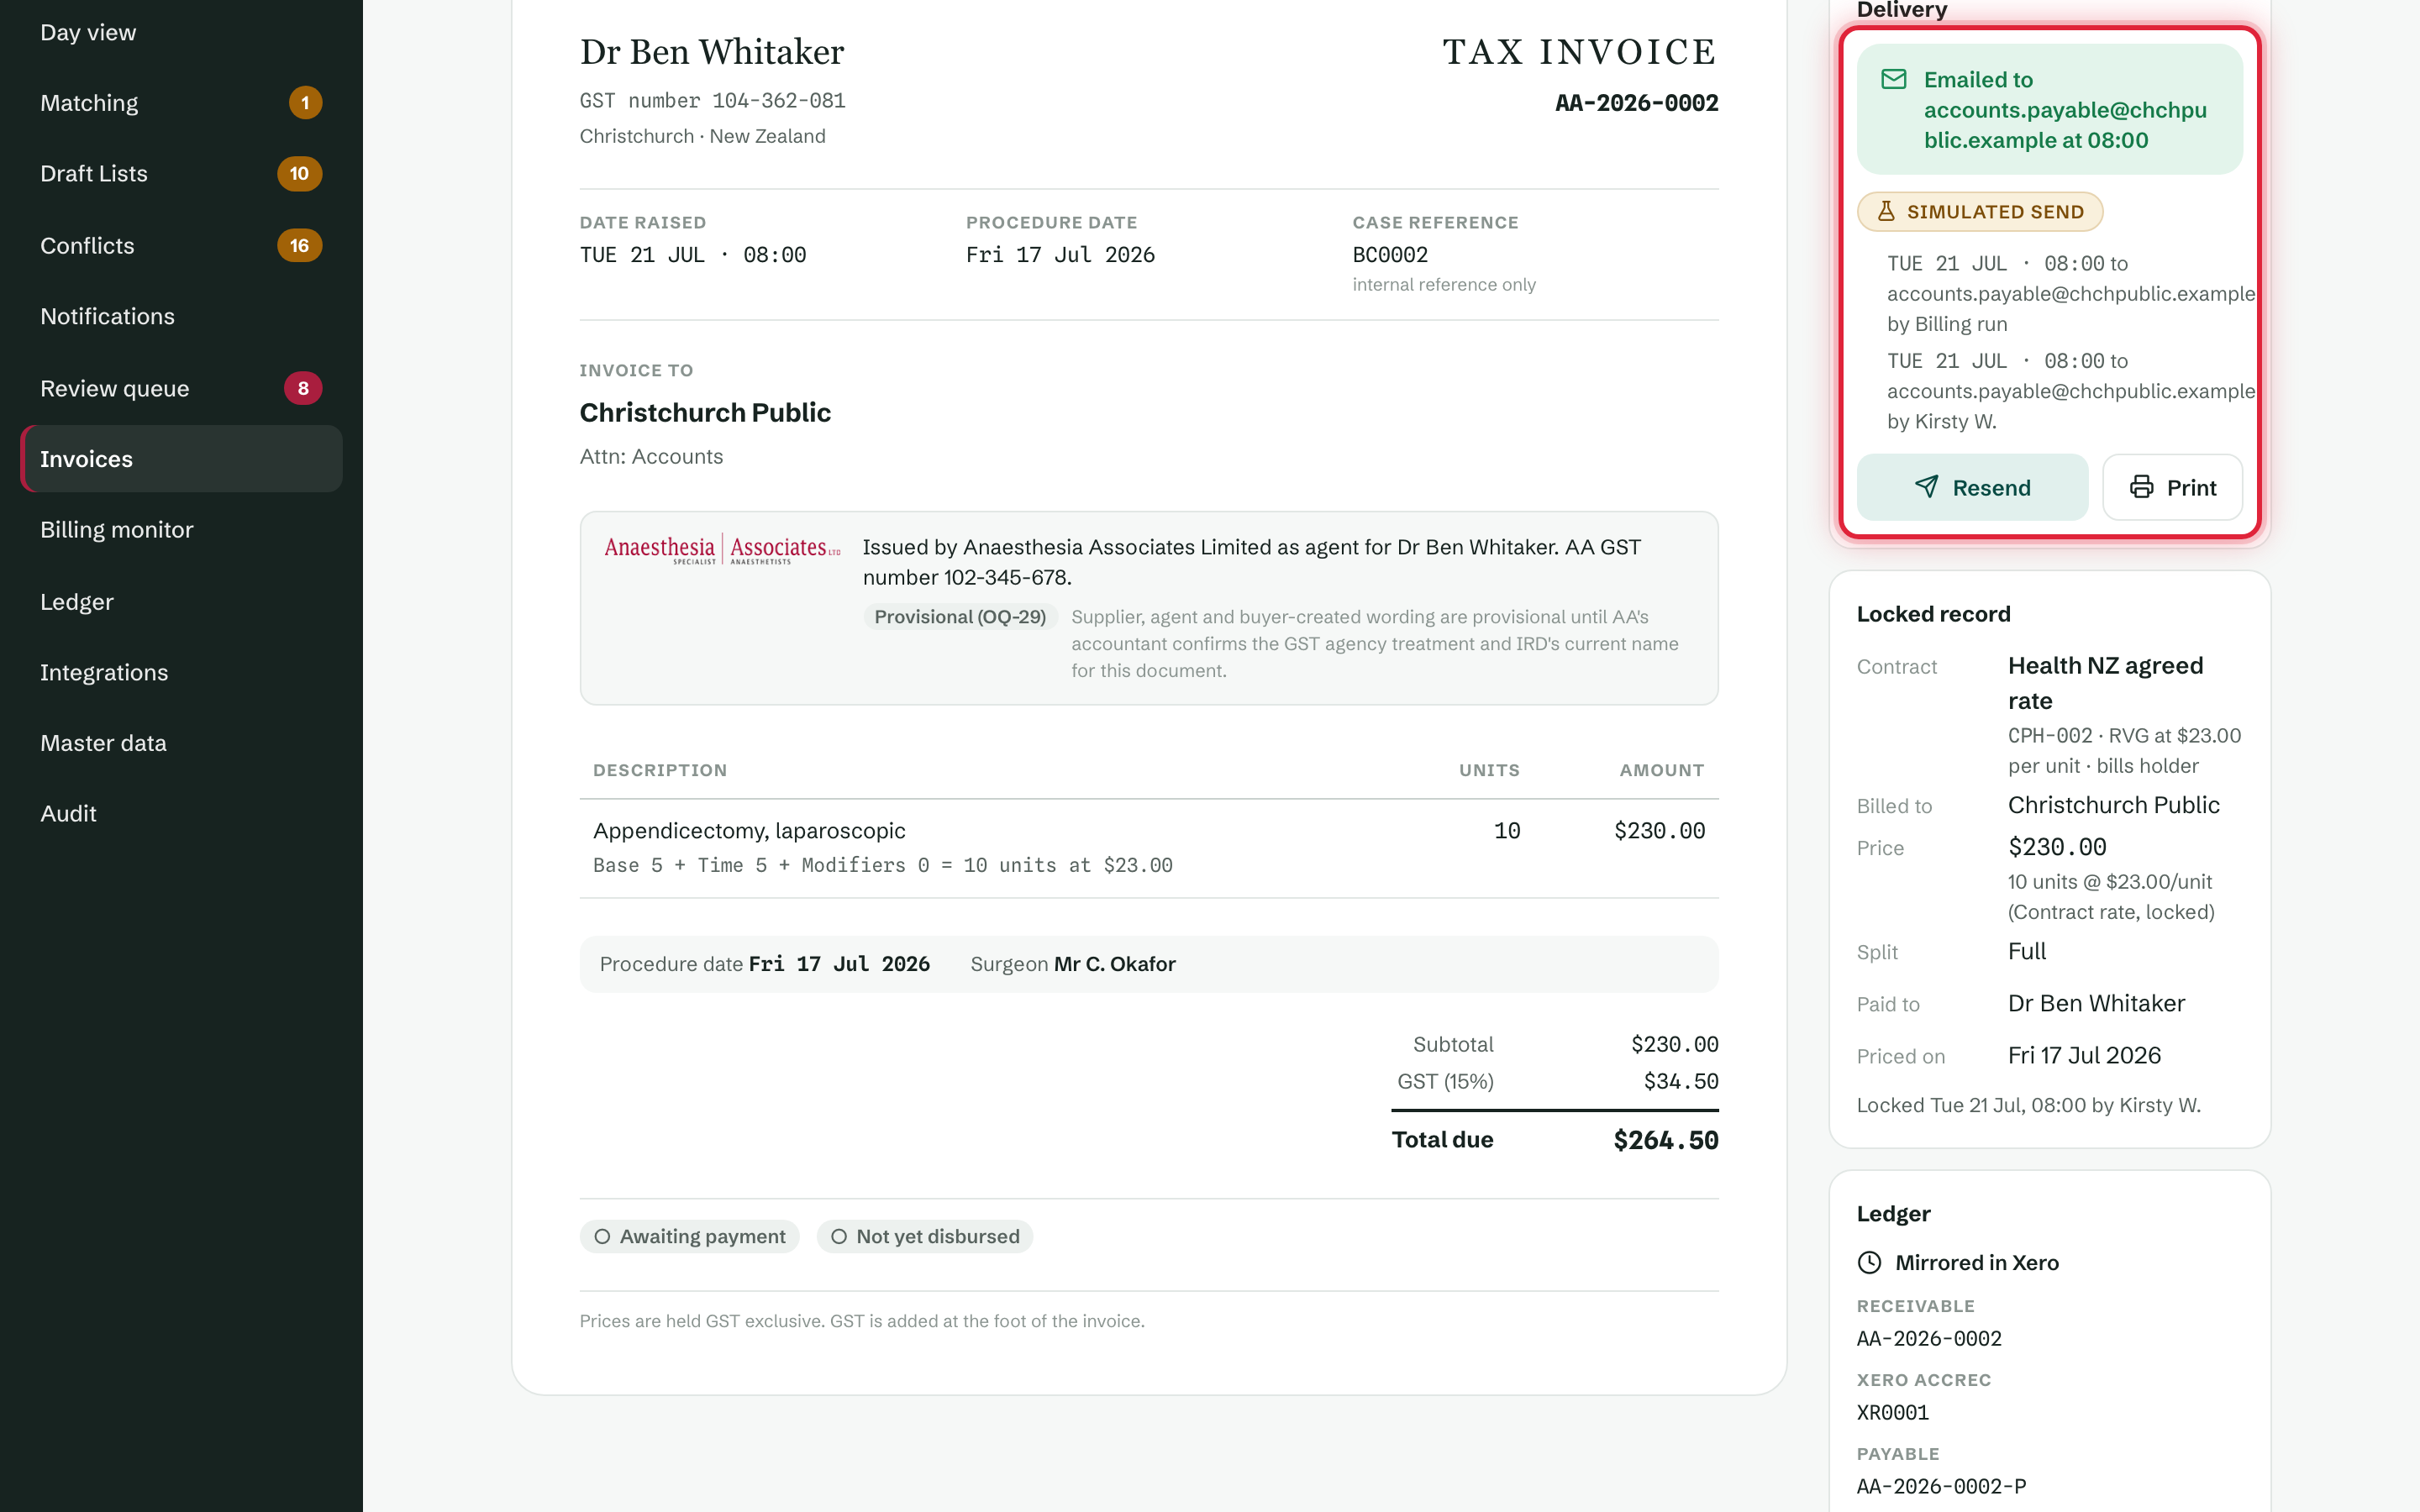 Day view
Matching 1
Draft Lists 10
Conflicts 16
Notifications
Review queue 8
Invoices
Billing monitor
Ledger
Integrations
Master data
Audit
Dr Ben Whitaker
GST number 104-362-081
Christchurch · New Zealand
TAX INVOICE
AA-2026-0002
DATE RAISED
TUE 21 JUL · 08:00
PROCEDURE DATE
Fri 17 Jul 2026
CASE REFERENCE
BC0002
internal reference only
INVOICE TO
Christchurch Public
Attn: Accounts
Anaesthesia | Associates LTD
SPECIALIST | ANAESTHETISTS
Issued by Anaesthesia Associates Limited as agent for Dr Ben Whitaker. AA GST
number 102-345-678.
Provisional (OQ-29)
Supplier, agent and buyer-created wording are provisional until AA's
accountant confirms the GST agency treatment and IRD's current name
for this document.
DESCRIPTION UNITS AMOUNT
Appendicectomy, laparoscopic 10 $230.00
Base 5 + Time 5 + Modifiers 0 = 10 units at $23.00
Procedure date Fri 17 Jul 2026 Surgeon Mr C. Okafor
Subtotal $230.00
GST (15%) $34.50
Total due $264.50
Awaiting payment Not yet disbursed
Prices are held GST exclusive. GST is added at the foot of the invoice.
Delivery
Emailed to
accounts.payable@chchpu
blic.example at 08:00
SIMULATED SEND
TUE 21 JUL · 08:00 to
accounts.payable@chchpublic.example
by Billing run
TUE 21 JUL · 08:00 to
accounts.payable@chchpublic.example
by Kirsty W.
Resend Print
Locked record
Contract Health NZ agreed
rate
CPH-002 · RVG at $23.00
per unit · bills holder
Billed to Christchurch Public
Price $230.00
10 units @ $23.00/unit
(Contract rate, locked)
Split Full
Paid to Dr Ben Whitaker
Priced on Fri 17 Jul 2026
Locked Tue 21 Jul, 08:00 by Kirsty W.
Ledger
Mirrored in Xero
RECEIVABLE
AA-2026-0002
XERO ACCREC
XR0001
PAYABLE
AA-2026-0002-P